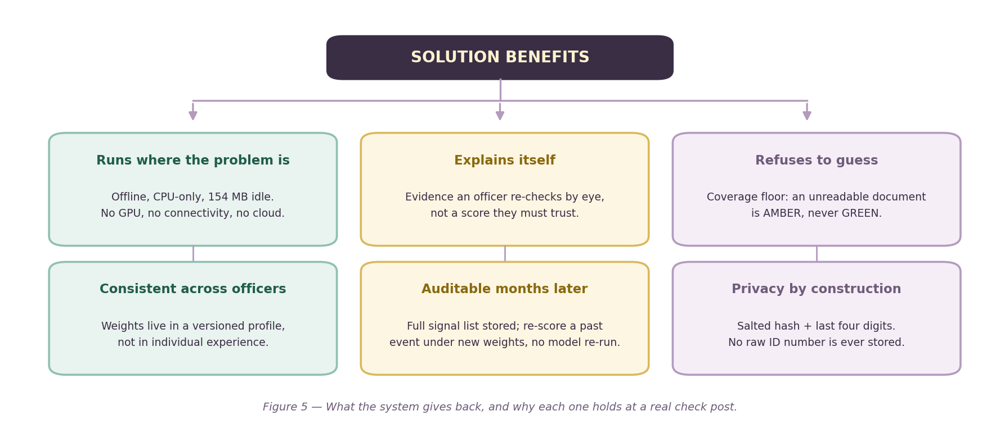 SOLUTION BENEFITS
Runs where the problem is
Offline, CPU-only, 154 MB idle.
No GPU, no connectivity, no cloud.
Explains itself
Evidence an officer re-checks by eye,
not a score they must trust.
Refuses to guess
Coverage floor: an unreadable document
is AMBER, never GREEN.
Consistent across officers
Weights live in a versioned profile,
not in individual experience.
Auditable months later
Full signal list stored; re-score a past
event under new weights, no model re-run.
Privacy by construction
Salted hash + last four digits.
No raw ID number is ever stored.
Figure 5 — What the system gives back, and why each one holds at a real check post.